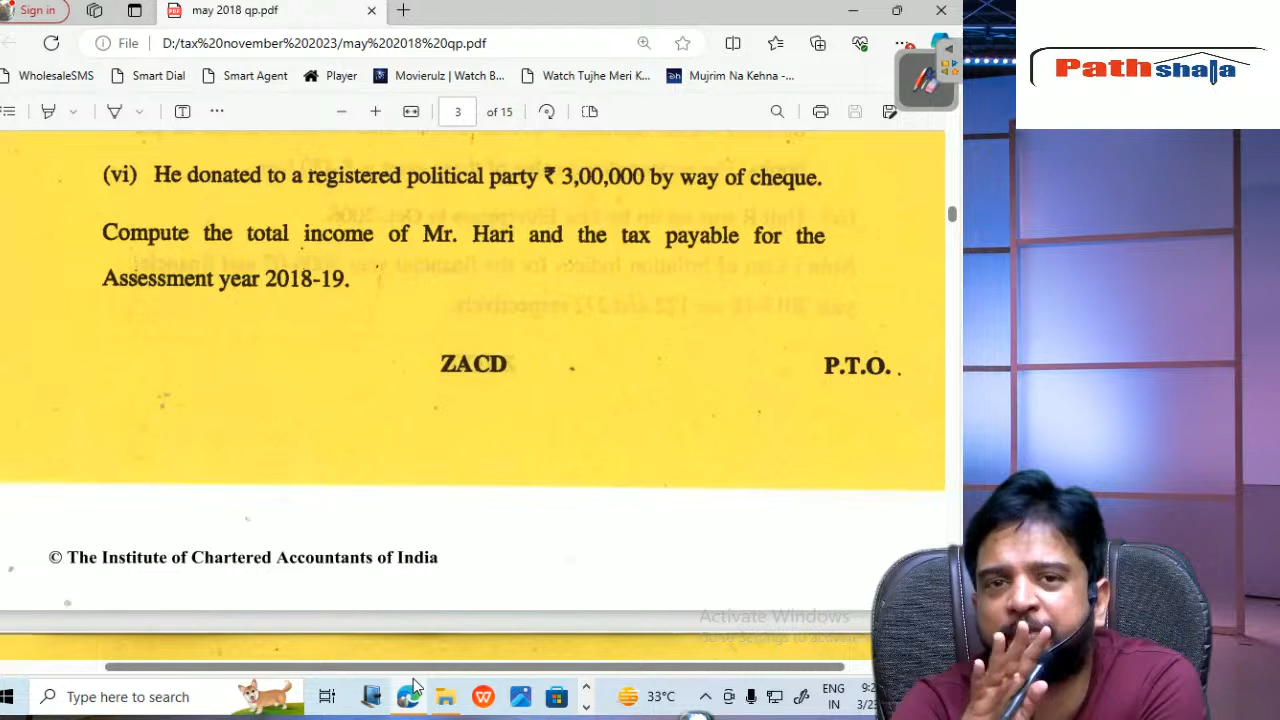 Sign in
may 2018 qp.pdf
File
D:/tax%20november%202023/may%202018%20qp.pdf
WholesaleSMS
Smart Dial
Smart Agent
Player
Movierulz | Watch B...
Watch Tujhe Meri K...
Mujrim Na Kehna -...
3 of 15
(vi) He donated to a registered political party ₹ 3,00,000 by way of cheque.
Compute the total income of Mr. Hari and the tax payable for the
Assessment year 2018-19.
ZACD
P.T.O.
© The Institute of Chartered Accountants of India
Activate Windows
Type here to search
33°C
ENG
IN
Pathshala